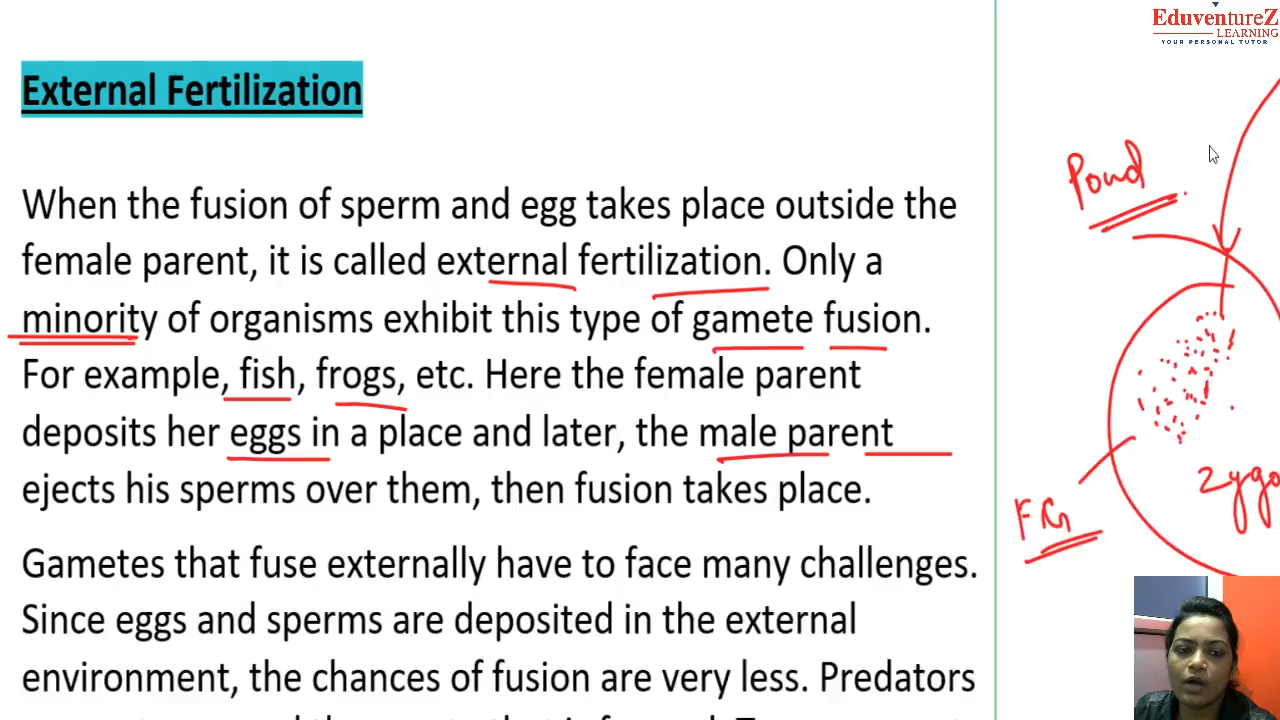 EduventureZ
LEARNING
YOUR PERSONAL TUTOR
External Fertilization
When the fusion of sperm and egg takes place outside the
female parent, it is called external fertilization. Only a
minority of organisms exhibit this type of gamete fusion.
For example, fish, frogs, etc. Here the female parent
deposits her eggs in a place and later, the male parent
ejects his sperms over them, then fusion takes place.
Gametes that fuse externally have to face many challenges.
Since eggs and sperms are deposited in the external
environment, the chances of fusion are very less. Predators
Pond
zygo
FG